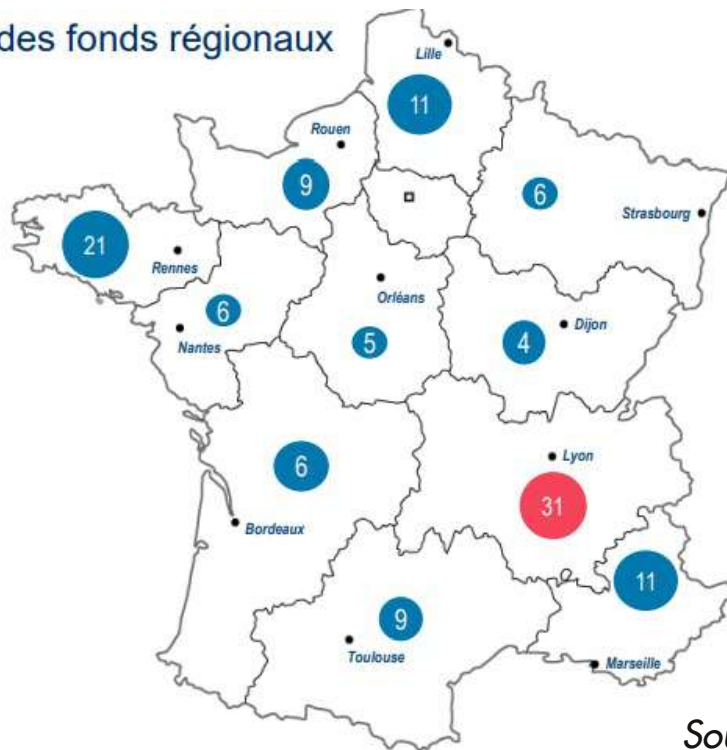 des fonds régionaux
Lille
11
Rouen
9
6
Strasbourg
21
Rennes
Orléans
6
Nantes
5
4
Dijon
6
Lyon
31
Bordeaux
11
9
Toulouse
Marseille